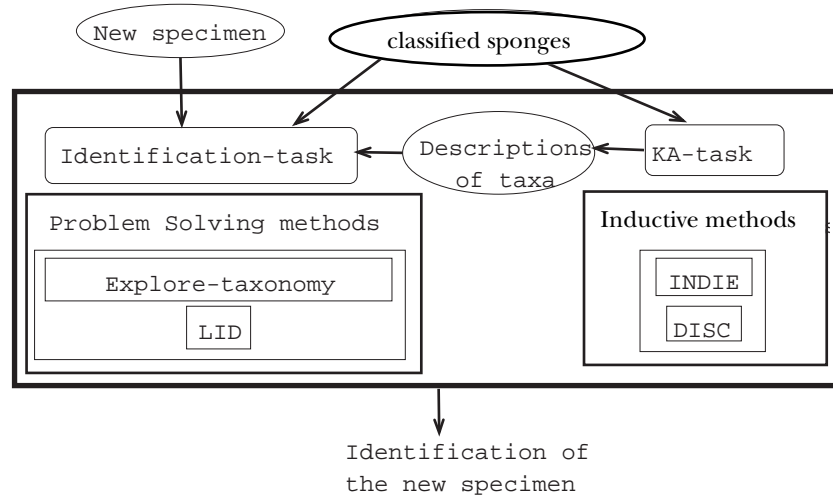 New specimen
classified sponges
Identification-task
Descriptions
of taxa
KA-task
Problem Solving methods
Explore-taxonomy
LID
Inductive methods
INDIE
DISC
Identification of
the new specimen